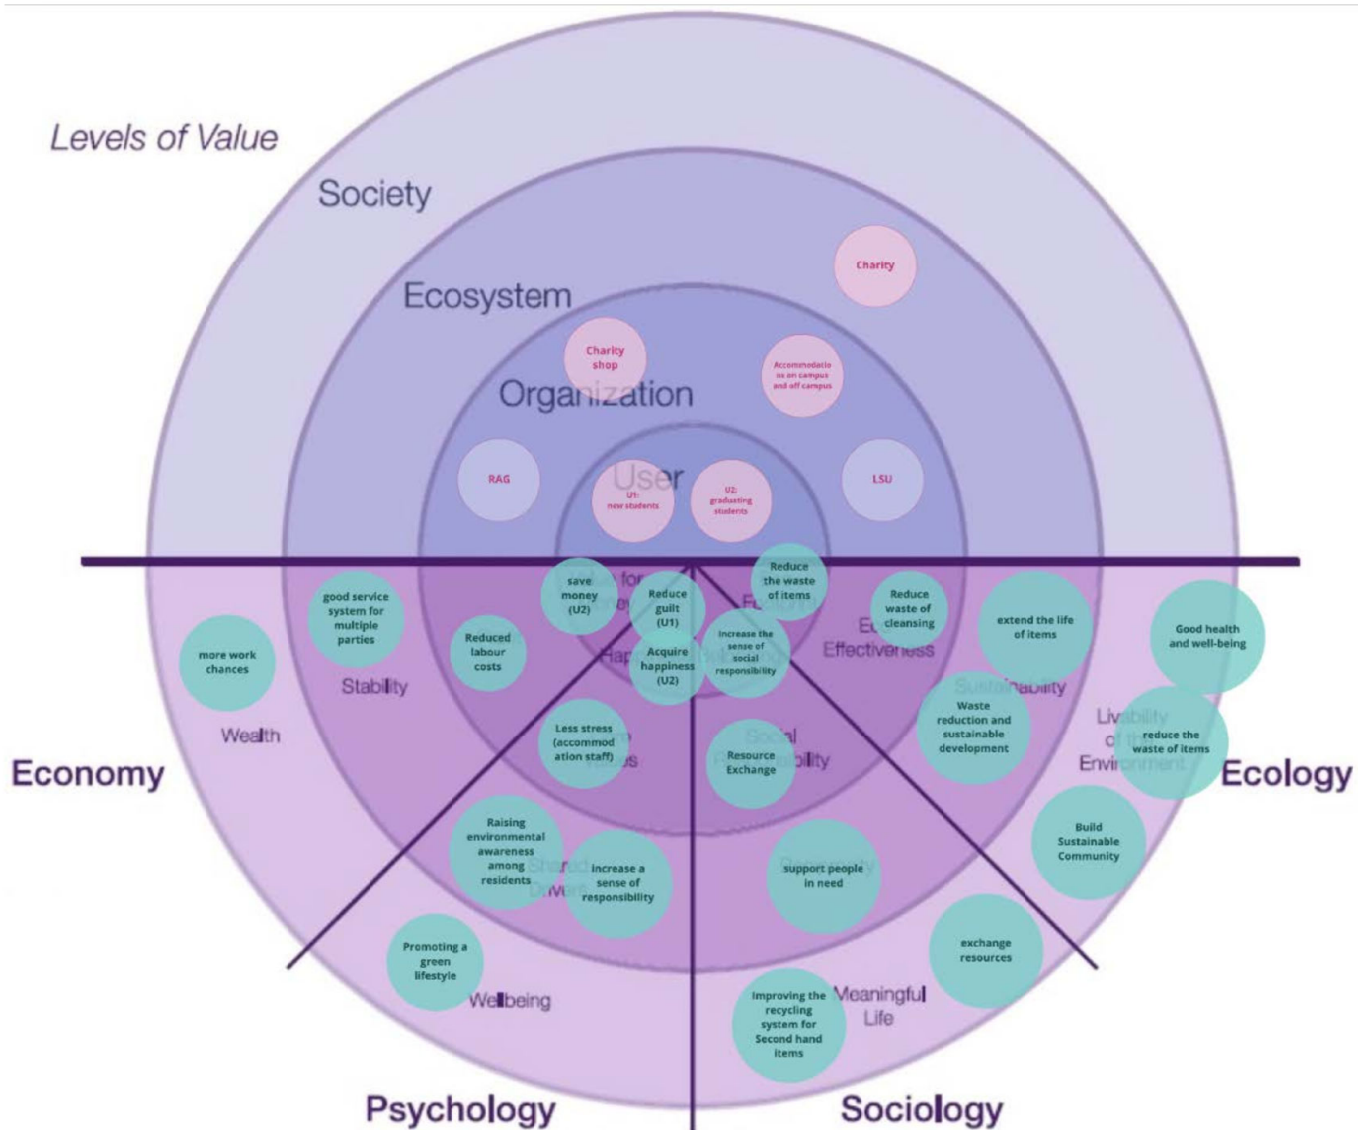 Levels of Value
Society
Charity
Ecosystem
Charity
shop
Accommodatio
ns on campus
and off campus
Organization
RAG
User
LSU
U1:
new students
U2:
graduating
students
save
money
(U2)
Reduce
guilt
(U1)
Reduce
the waste
of items
Reduce
waste of
cleansing
good service
system for
multiple
parties
extend the life
of items
Good health
and well-being
more work
chances
Reduced
labour
costs
Acquire
happiness
(U2)
Increase the
sense of
social
responsibility
Effectiveness
Stability
Sustainability
Wealth
Less stress
(accommod
ation staff)
Resource
Exchange
Waste
reduction and
sustainable
development
reduce the
waste of items
Economy
Ecology
Raising
environmental
awareness
among
residents
Increase a
sense of
responsibility
support people
in need
Build
Sustainable
Community
Promoting a
green
lifestyle
exchange
resources
Wellbeing
Improving the
recycling
system for
Second hand
items
Meaningful
Life
Psychology
Sociology